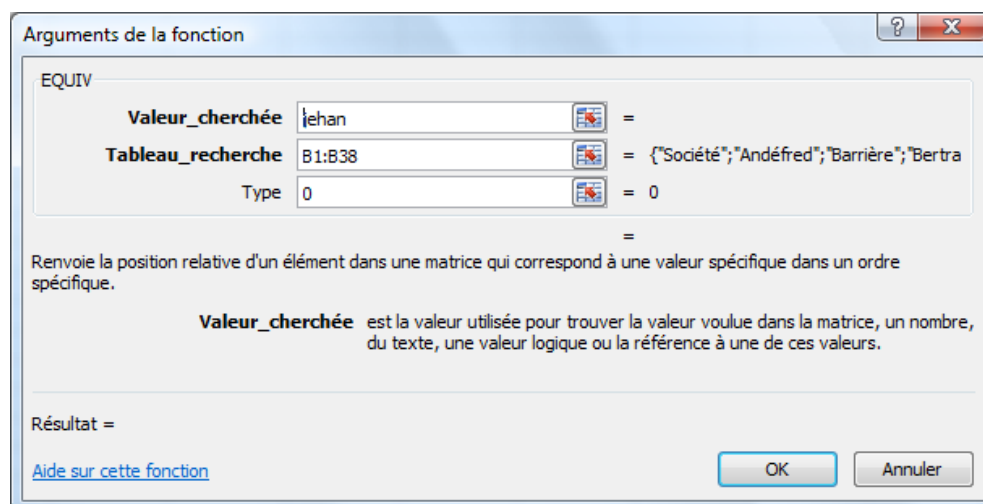 Arguments de la fonction
EQUIV
Valeur_cherchée jehan =
Tableau_recherche B1:B38 = {"Société";"Andéfred";"Barrière";"Bertra
Type 0 = 0
=
Renvoie la position relative d'un élément dans une matrice qui correspond à une valeur spécifique dans un ordre
spécifique.
Valeur_cherchée est la valeur utilisée pour trouver la valeur voulue dans la matrice, un nombre,
du texte, une valeur logique ou la référence à une de ces valeurs.
Résultat =
Aide sur cette fonction OK Annuler